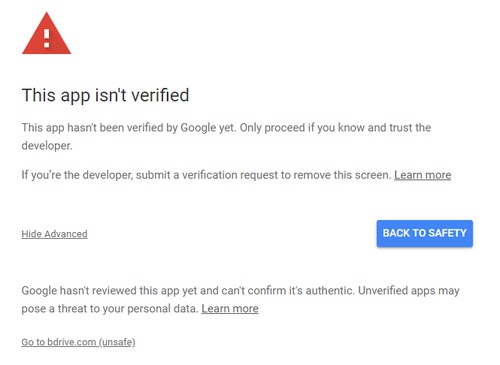 This app isn't verified
This app hasn't been verified by Google yet. Only proceed if you know and trust the
developer.
If you’re the developer, submit a verification request to remove this screen. Learn more
Hide Advanced
BACK TO SAFETY
Google hasn't reviewed this app yet and can't confirm it's authentic. Unverified apps may
pose a threat to your personal data. Learn more
Go to bdrive.com (unsafe)